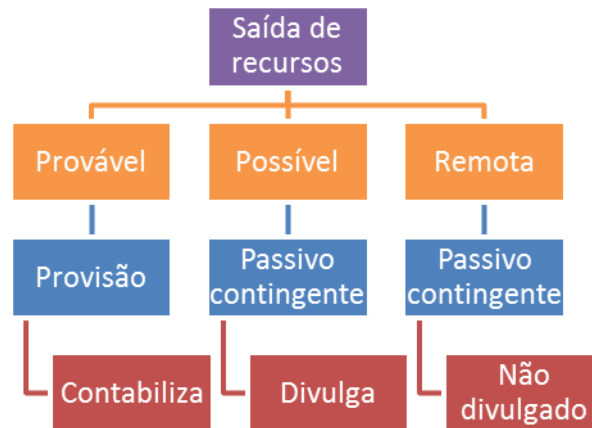 Saída de
recursos
Provável
Possível
Remota
Provisão
Passivo
contingente
Passivo
contingente
Contabiliza
Divulga
Não
divulgado